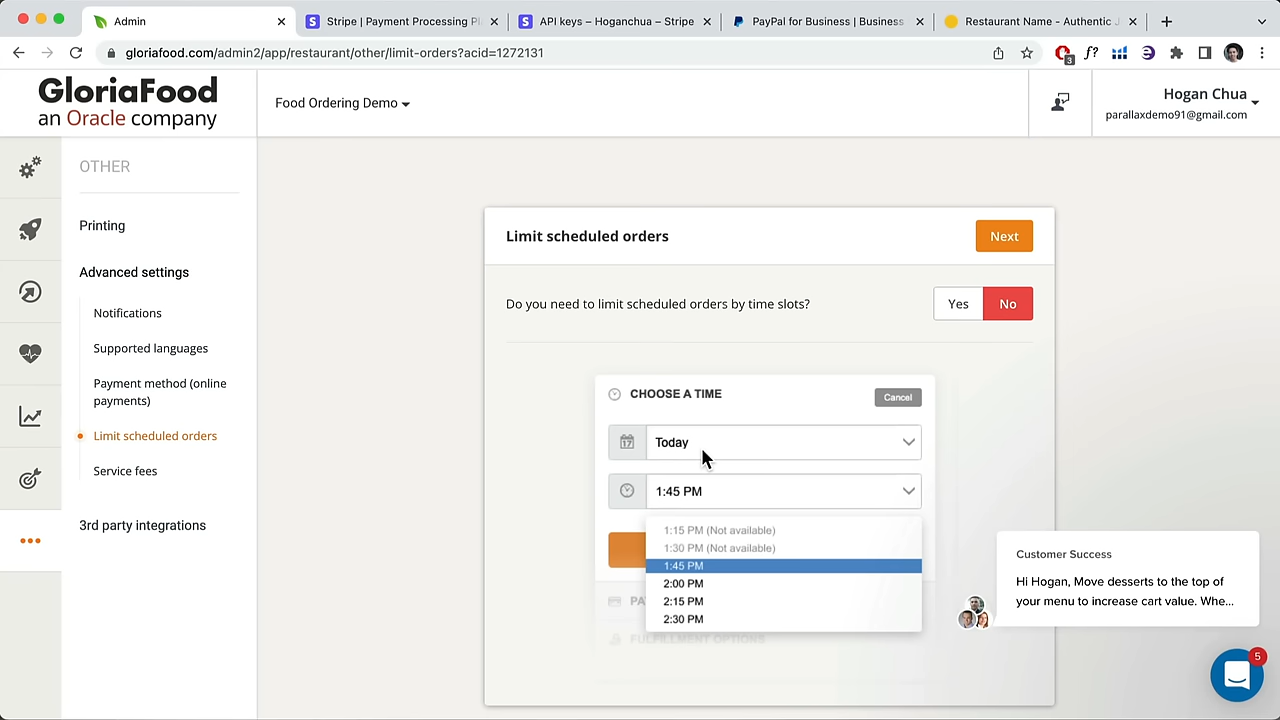 Admin
Stripe | Payment Processing Pl
API keys – Hoganchua – Stripe
PayPal for Business | Business
Restaurant Name - Authentic J
gloriafood.com/admin2/app/restaurant/other/limit-orders?acid=1272131
3
GloriaFood
an Oracle company
Food Ordering Demo
Hogan Chua
parallaxdemo91@gmail.com
OTHER
Printing
Advanced settings
Notifications
Supported languages
Payment method (online
payments)
Limit scheduled orders
Service fees
3rd party integrations
Limit scheduled orders
Next
Do you need to limit scheduled orders by time slots?
Yes
No
CHOOSE A TIME
Cancel
17
Today
1:45 PM
1:15 PM (Not available)
1:30 PM (Not available)
1:45 PM
2:00 PM
2:15 PM
2:30 PM
PA
FULFILLMENT OPTIONS
Customer Success
Hi Hogan, Move desserts to the top of
your menu to increase cart value. Whe...
5